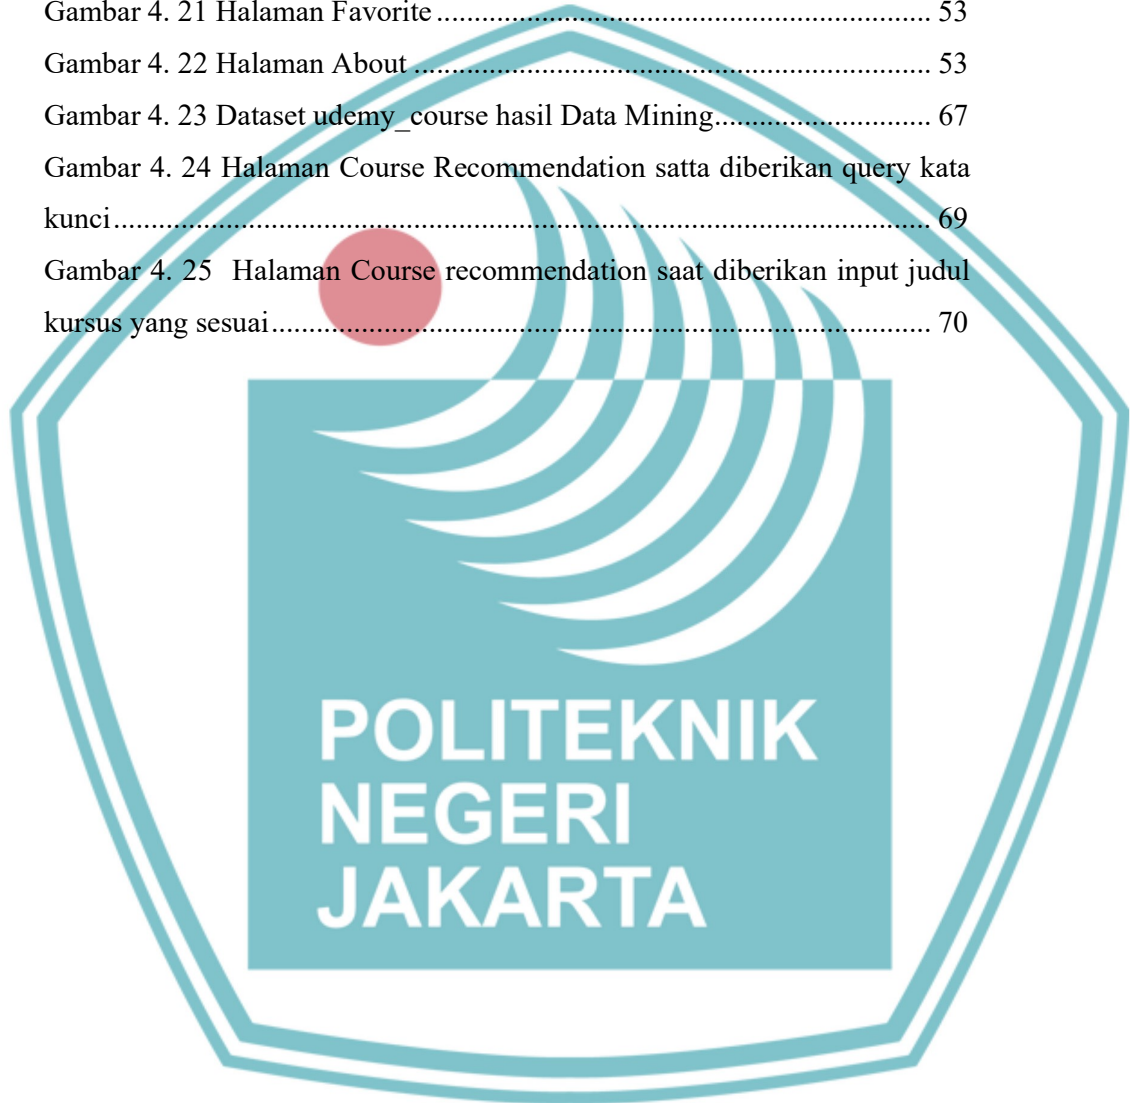 Gambar 4. 21 Halaman Favorite ................................................................. 53
Gambar 4. 22 Halaman About .................................................................... 53
Gambar 4. 23 Dataset udemy_course hasil Data Mining............................. 67
Gambar 4. 24 Halaman Course Recommendation satta diberikan query kata
kunci ............................................................................................................ 69
Gambar 4. 25 Halaman Course recommendation saat diberikan input judul
kursus yang sesuai....................................................................................... 70
POLITEKNIK
NEGERI
JAKARTA